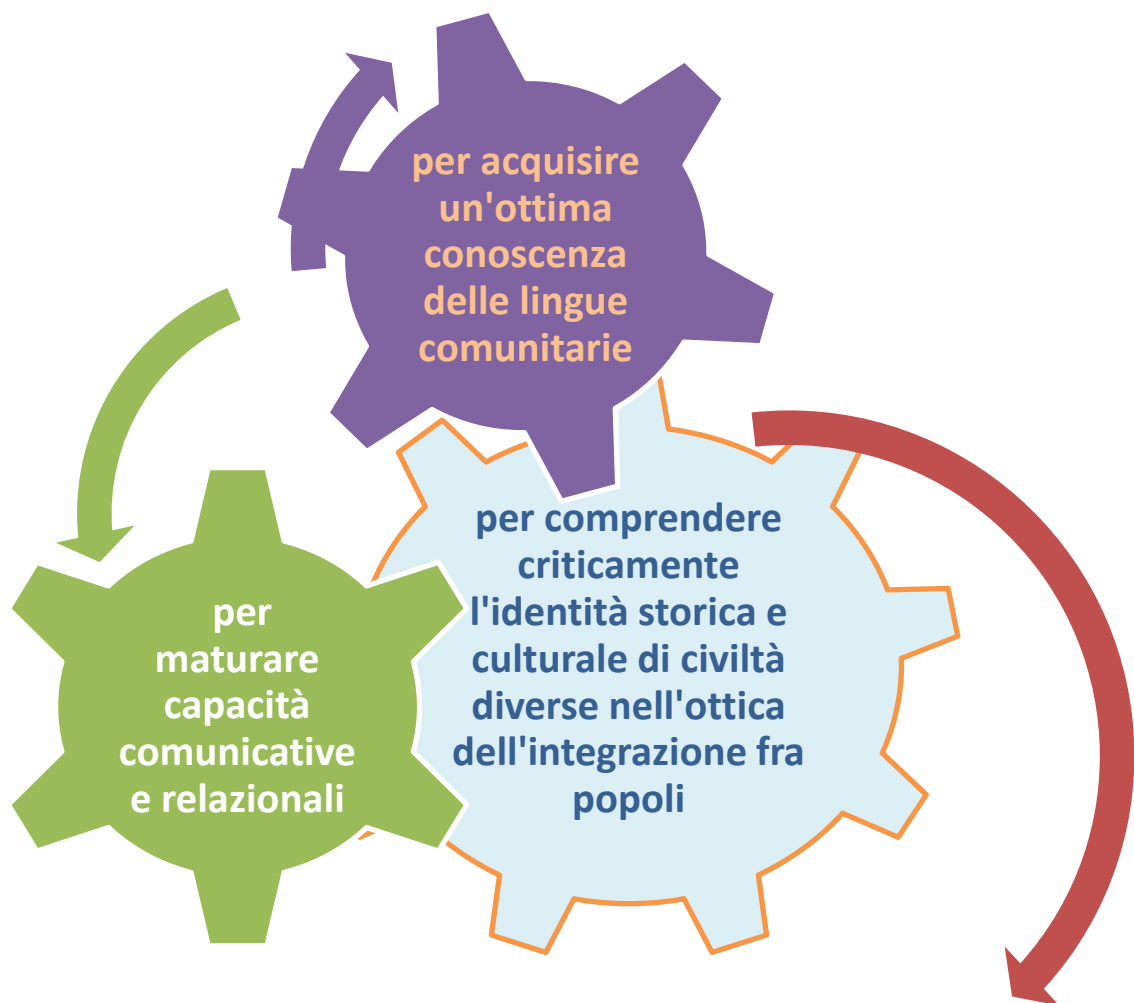 per acquisire
un'ottima
conoscenza
delle lingue
comunitarie
per comprendere
criticamente
l'identità storica e
culturale di civiltà
diverse nell'ottica
dell'integrazione fra
popoli
per
maturare
capacità
comunicative
e relazionali